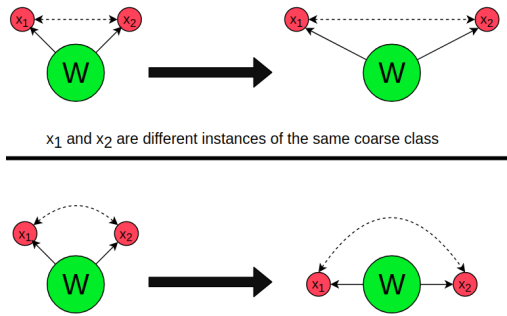 x1 x2 x1 x2
W W
x1 and x2 are different instances of the same coarse class
x1 x2
W W
x1 x2